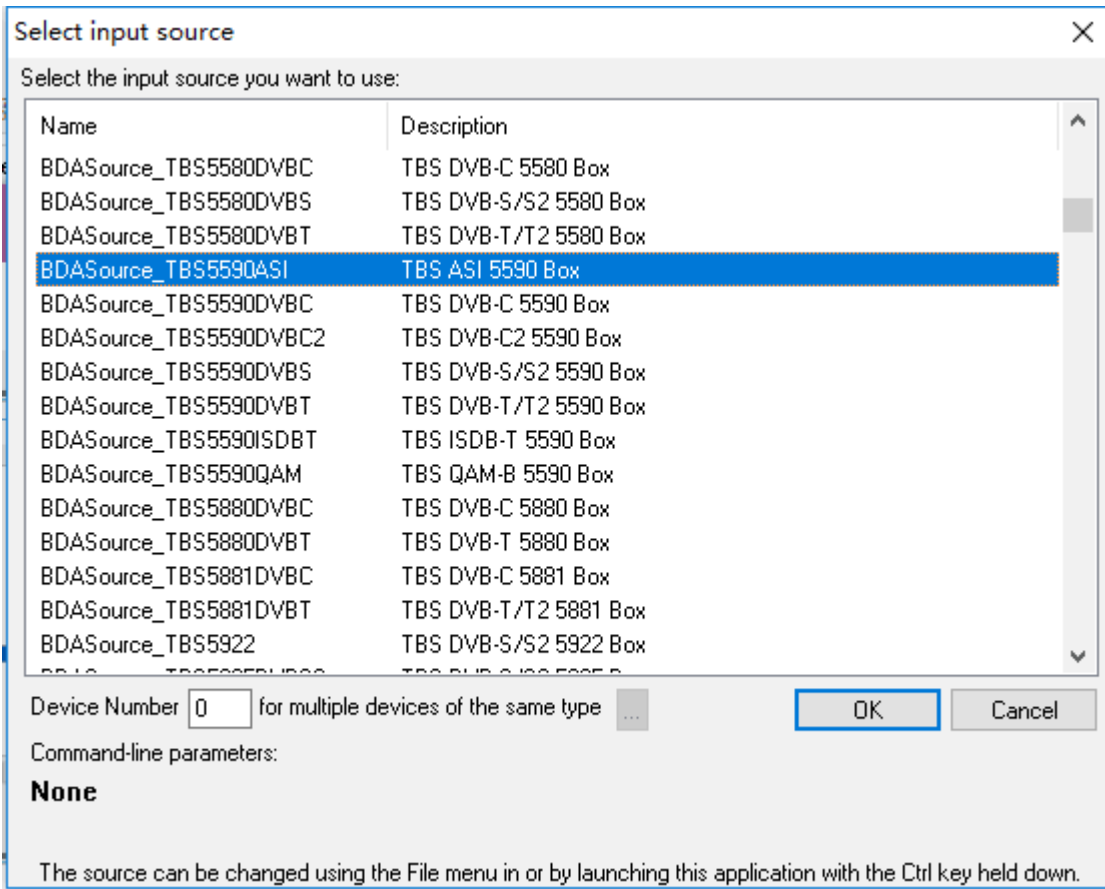 Select input source
Select the input source you want to use:
Name Description
BDASource_TBS5580DVBC TBS DVB-C 5580 Box
BDASource_TBS5580DVBS TBS DVB-S/S2 5580 Box
BDASource_TBS5580DVBT TBS DVB-T/T2 5580 Box
BDASource_TBS5590ASI TBS ASI 5590 Box
BDASource_TBS5590DVBC TBS DVB-C 5590 Box
BDASource_TBS5590DVBC2 TBS DVB-C2 5590 Box
BDASource_TBS5590DVBS TBS DVB-S/S2 5590 Box
BDASource_TBS5590DVBT TBS DVB-T/T2 5590 Box
BDASource_TBS5590ISDBT TBS ISDB-T 5590 Box
BDASource_TBS5590QAM TBS QAM-B 5590 Box
BDASource_TBS5880DVBC TBS DVB-C 5880 Box
BDASource_TBS5880DVBT TBS DVB-T 5880 Box
BDASource_TBS5881DVBC TBS DVB-C 5881 Box
BDASource_TBS5881DVBT TBS DVB-T/T2 5881 Box
BDASource_TBS5922 TBS DVB-S/S2 5922 Box
Device Number 0 for multiple devices of the same type ... OK Cancel
Command-line parameters:
None
The source can be changed using the File menu in or by launching this application with the Ctrl key held down.